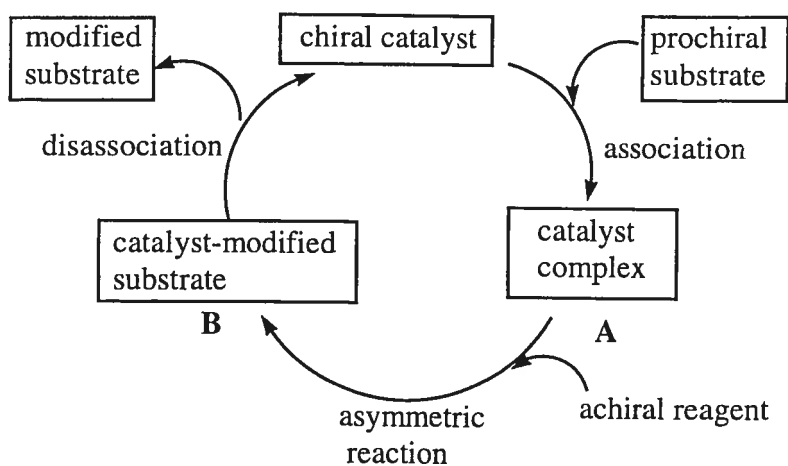 modified
substrate
chiral catalyst
prochiral
substrate
disassociation
association
catalyst-modified
substrate
B
catalyst
complex
A
asymmetric
reaction
achiral reagent